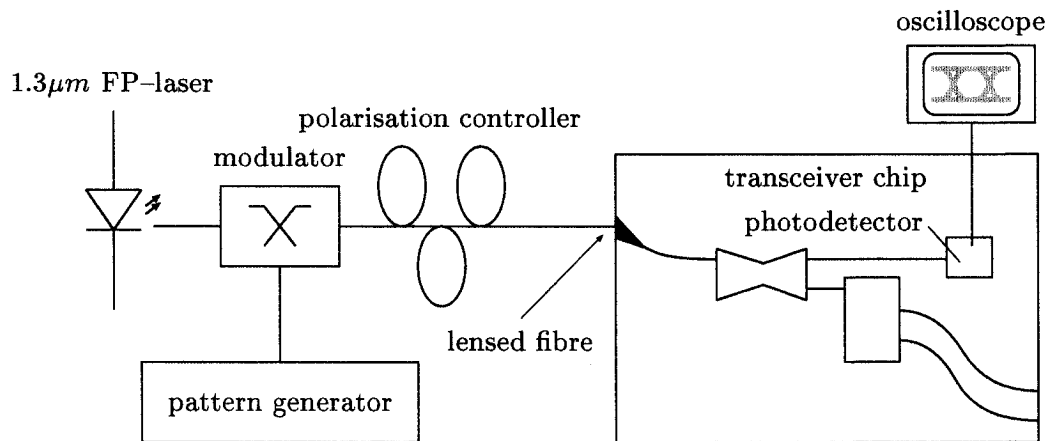 oscilloscope
1.3μm FP–laser
polarisation controller
modulator
transceiver chip
photodetector
lensed fibre
pattern generator